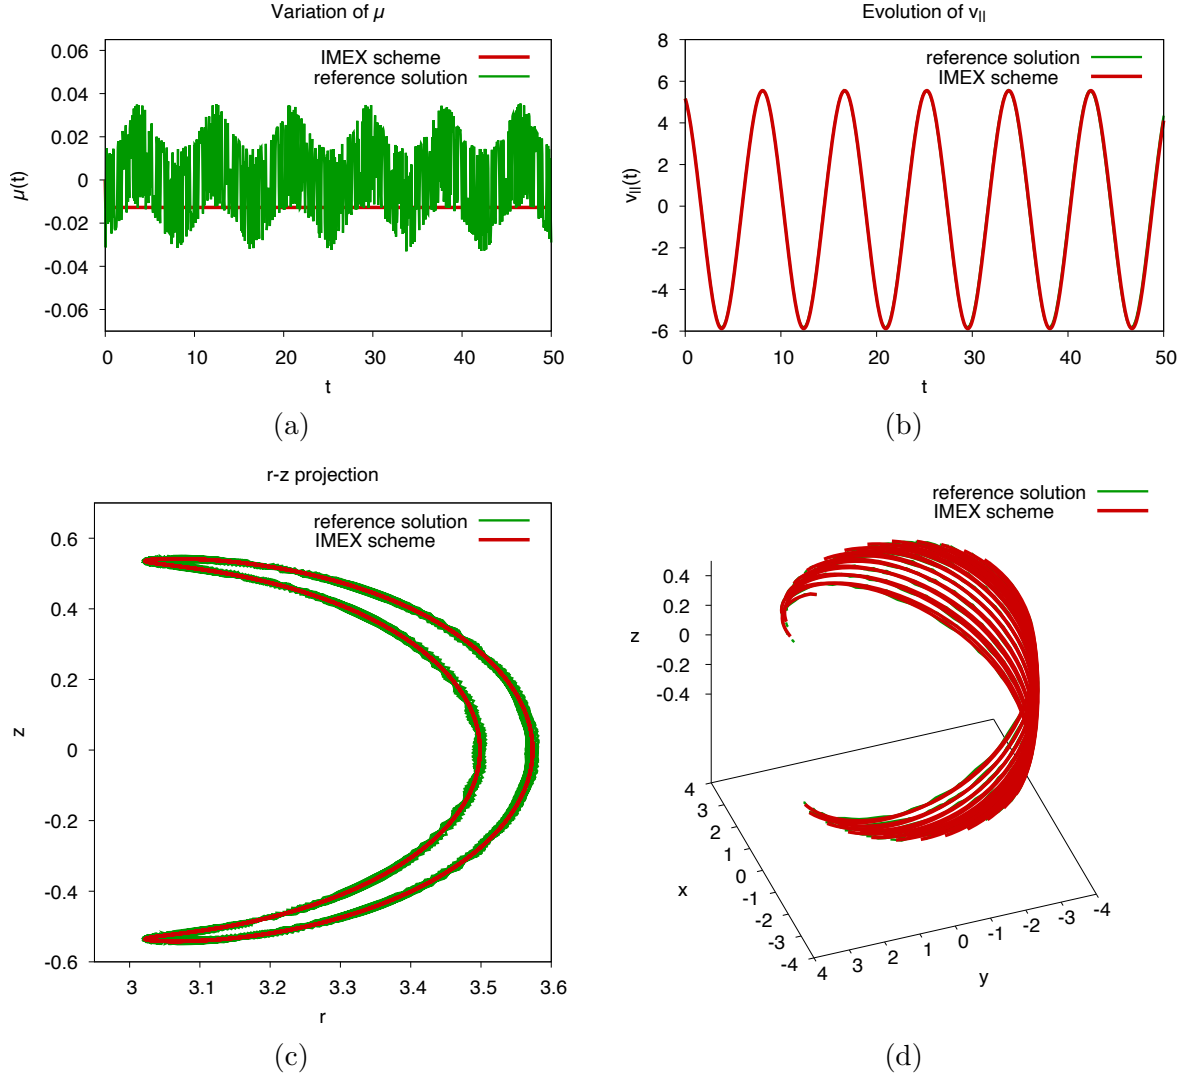 Variation of μ
IMEX scheme
reference solution
0.06
0.04
0.02
0
-0.02
-0.04
-0.06
μ(t)
0 10 20 30 40 50
t
(a)
Evolution of v||
reference solution
IMEX scheme
8
6
4
2
0
-2
-4
-6
v||(t)
0 10 20 30 40 50
t
(b)
r-z projection
reference solution
IMEX scheme
0.6
0.4
0.2
0
-0.2
-0.4
-0.6
z
3 3.1 3.2 3.3 3.4 3.5 3.6
r
(c)
reference solution
IMEX scheme
0.4
0.2
0
-0.2
-0.4
z
4
3
2
1
0
-1
-2
-3
-4
x
4 3 2 1 0 -1 -2 -3 -4
y
(d)